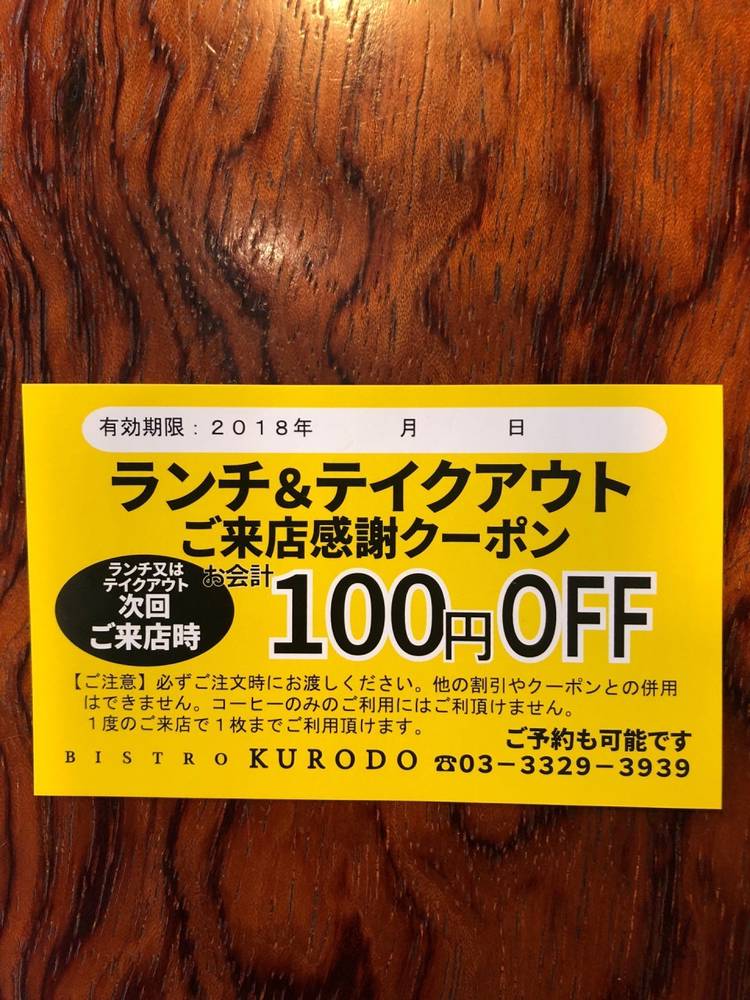 有効期限：２０１８年　　　月　　　日
ランチ&テイクアウト
ご来店感謝クーポン
ランチ又は
テイクアウト
次回
ご来店時
お会計
100円OFF
【ご注意】必ずご注文時にお渡しください。他の割引やクーポンとの併用
はできません。コーヒーのみのご利用にはご利頂けません。
１度のご来店で１枚までご利用頂けます。
ご予約も可能です
BISTRO KURODO ☎03－3329－3939